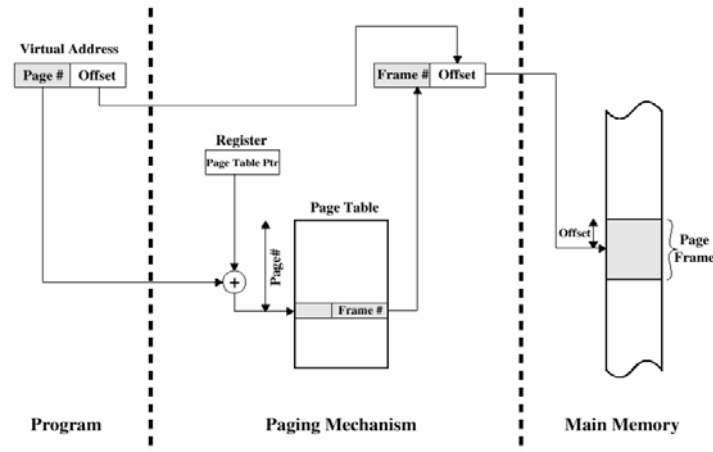 Virtual Address
Page # Offset
Frame # Offset
Register
Page Table Ptr
Page Table
Page#
+
Frame #
Offset
Page
Frame
Program
Paging Mechanism
Main Memory